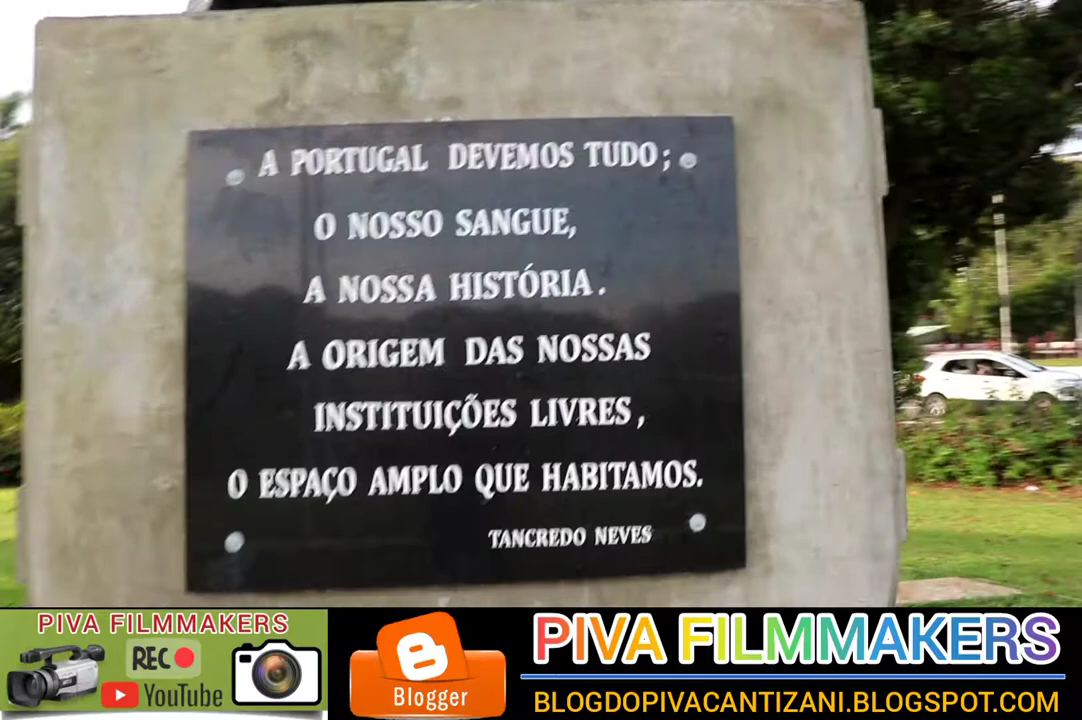 A PORTUGAL DEVEMOS TUDO;
O NOSSO SANGUE,
A NOSSA HISTÓRIA.
A ORIGEM DAS NOSSAS
INSTITUIÇÕES LIVRES,
O ESPAÇO AMPLO QUE HABITAMOS.
TANCREDO NEVES
PIVA FILMMAKERS
REC
YouTube
B
Blogger
PIVA FILMMAKERS
BLOGDOPIVACANTIZANI.BLOGSPOT.COM